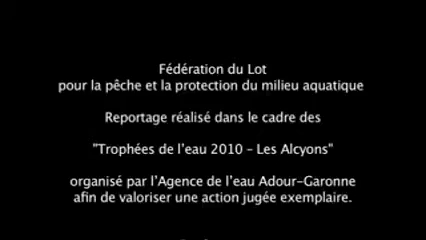 Fédération du Lot
pour la pêche et la protection du milieu aquatique
Reportage réalisé dans le cadre des
"Trophées de l'eau 2010 – Les Alcyons"
organisé par l'Agence de l'eau Adour-Garonne
afin de valoriser une action jugée exemplaire.